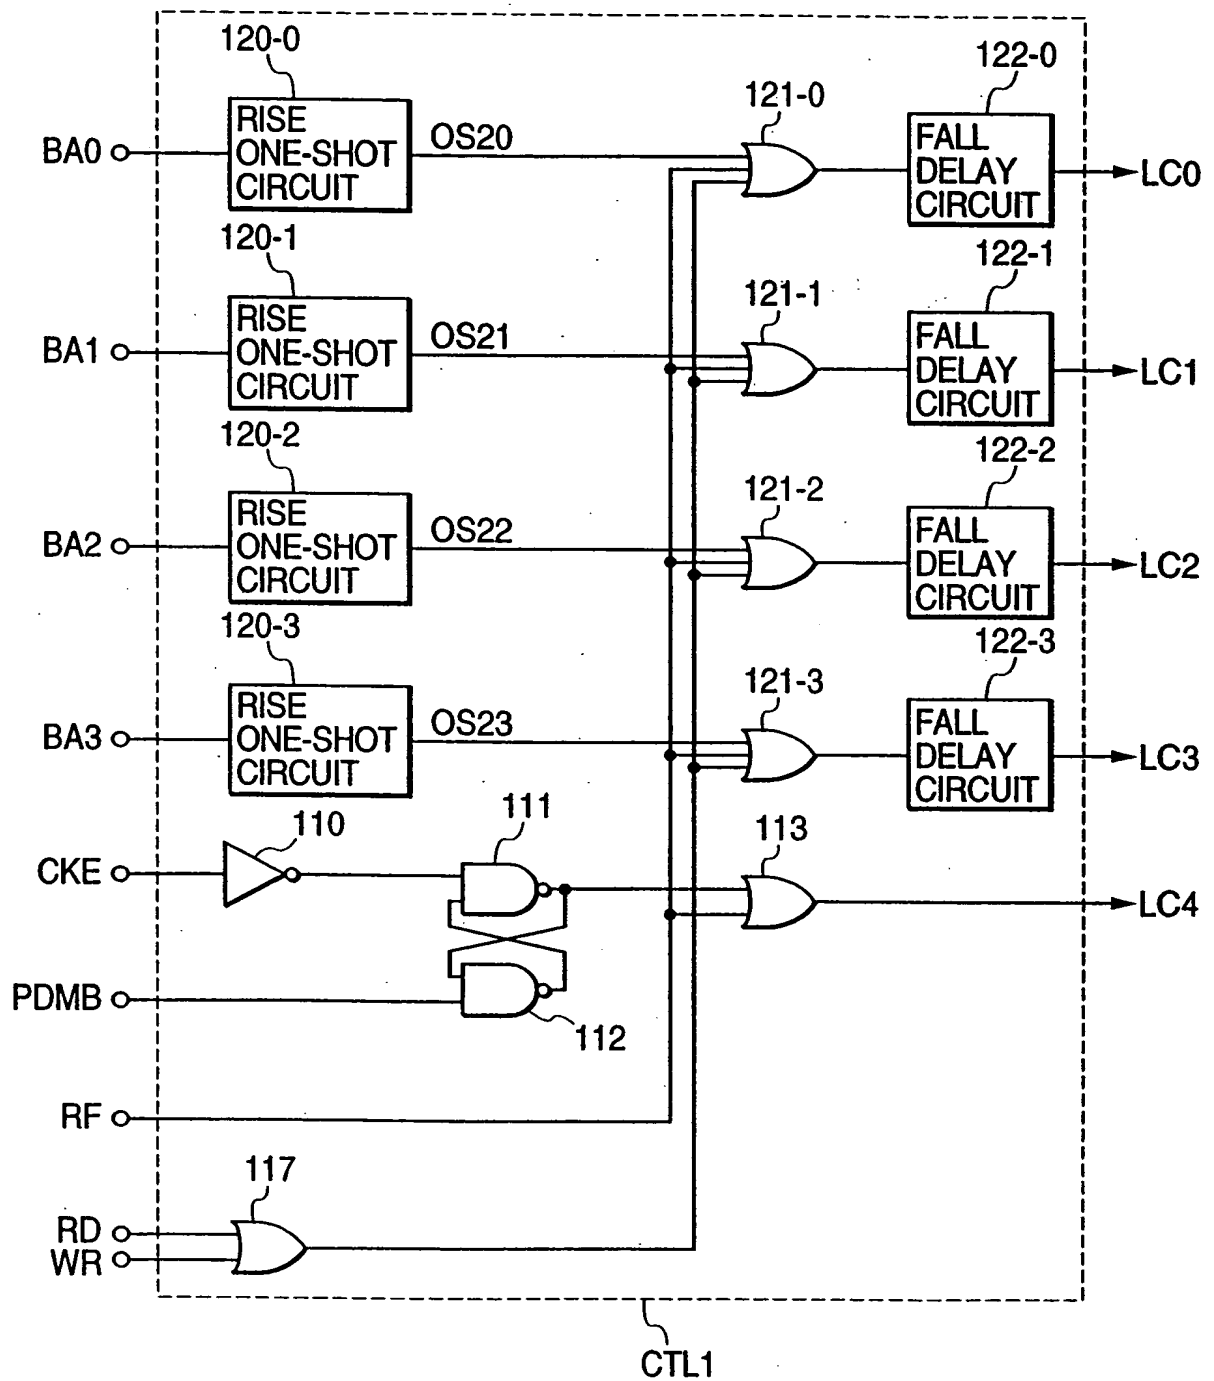 120-0
122-0
121-0
RISE
ONE-SHOT
CIRCUIT
OS20
FALL
DELAY
CIRCUIT
BA0
LC0
120-1
122-1
121-1
RISE
ONE-SHOT
CIRCUIT
OS21
FALL
DELAY
CIRCUIT
BA1
LC1
120-2
122-2
121-2
RISE
ONE-SHOT
CIRCUIT
OS22
FALL
DELAY
CIRCUIT
BA2
LC2
120-3
122-3
121-3
RISE
ONE-SHOT
CIRCUIT
OS23
FALL
DELAY
CIRCUIT
BA3
LC3
110
111
113
CKE
LC4
PDMB
112
RF
117
RD
WR
CTL1